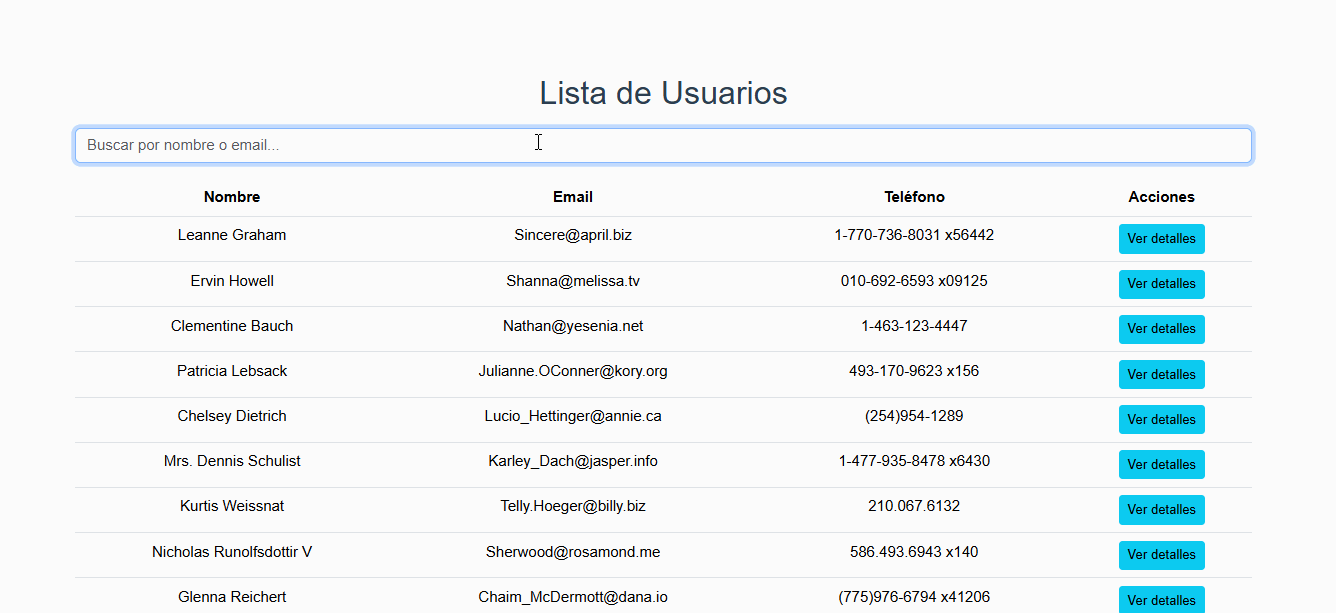 Lista de Usuarios
Buscar por nombre o email...
Nombre Email Teléfono Acciones
Leanne Graham Sincere@april.biz 1-770-736-8031 x56442 Ver detalles
Ervin Howell Shanna@melissa.tv 010-692-6593 x09125 Ver detalles
Clementine Bauch Nathan@yesenia.net 1-463-123-4447 Ver detalles
Patricia Lebsack Julianne.OConner@kory.org 493-170-9623 x156 Ver detalles
Chelsey Dietrich Lucio_Hettinger@annie.ca (254)954-1289 Ver detalles
Mrs. Dennis Schulist Karley_Dach@jasper.info 1-477-935-8478 x6430 Ver detalles
Kurtis Weissnat Telly.Hoeger@billy.biz 210.067.6132 Ver detalles
Nicholas Runolfsdottir V Sherwood@rosamond.me 586.493.6943 x140 Ver detalles
Glenna Reichert Chaim_McDermott@dana.io (775)976-6794 x41206 Ver detalles